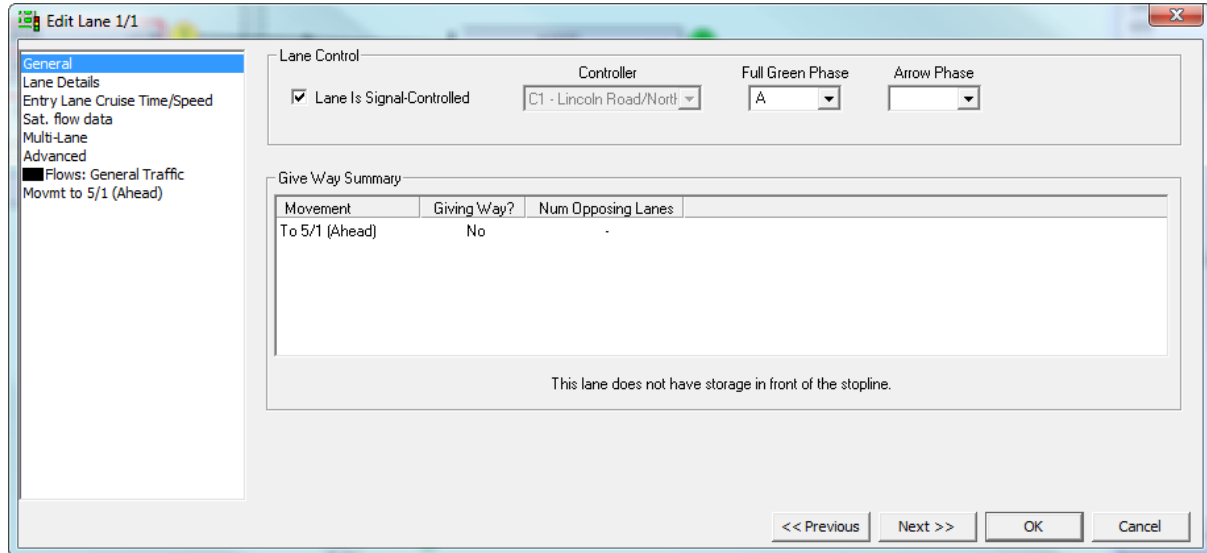 Edit Lane 1/1
General
Lane Details
Entry Lane Cruise Time/Speed
Sat. flow data
Multi-Lane
Advanced
Flows: General Traffic
Movmt to 5/1 (Ahead)
Lane Control
Controller Full Green Phase Arrow Phase
Lane Is Signal-Controlled C1 - Lincoln Road/North A
Give Way Summary
Movement Giving Way? Num Opposing Lanes
To 5/1 (Ahead) No -
This lane does not have storage in front of the stopline.
<< Previous Next >> OK Cancel